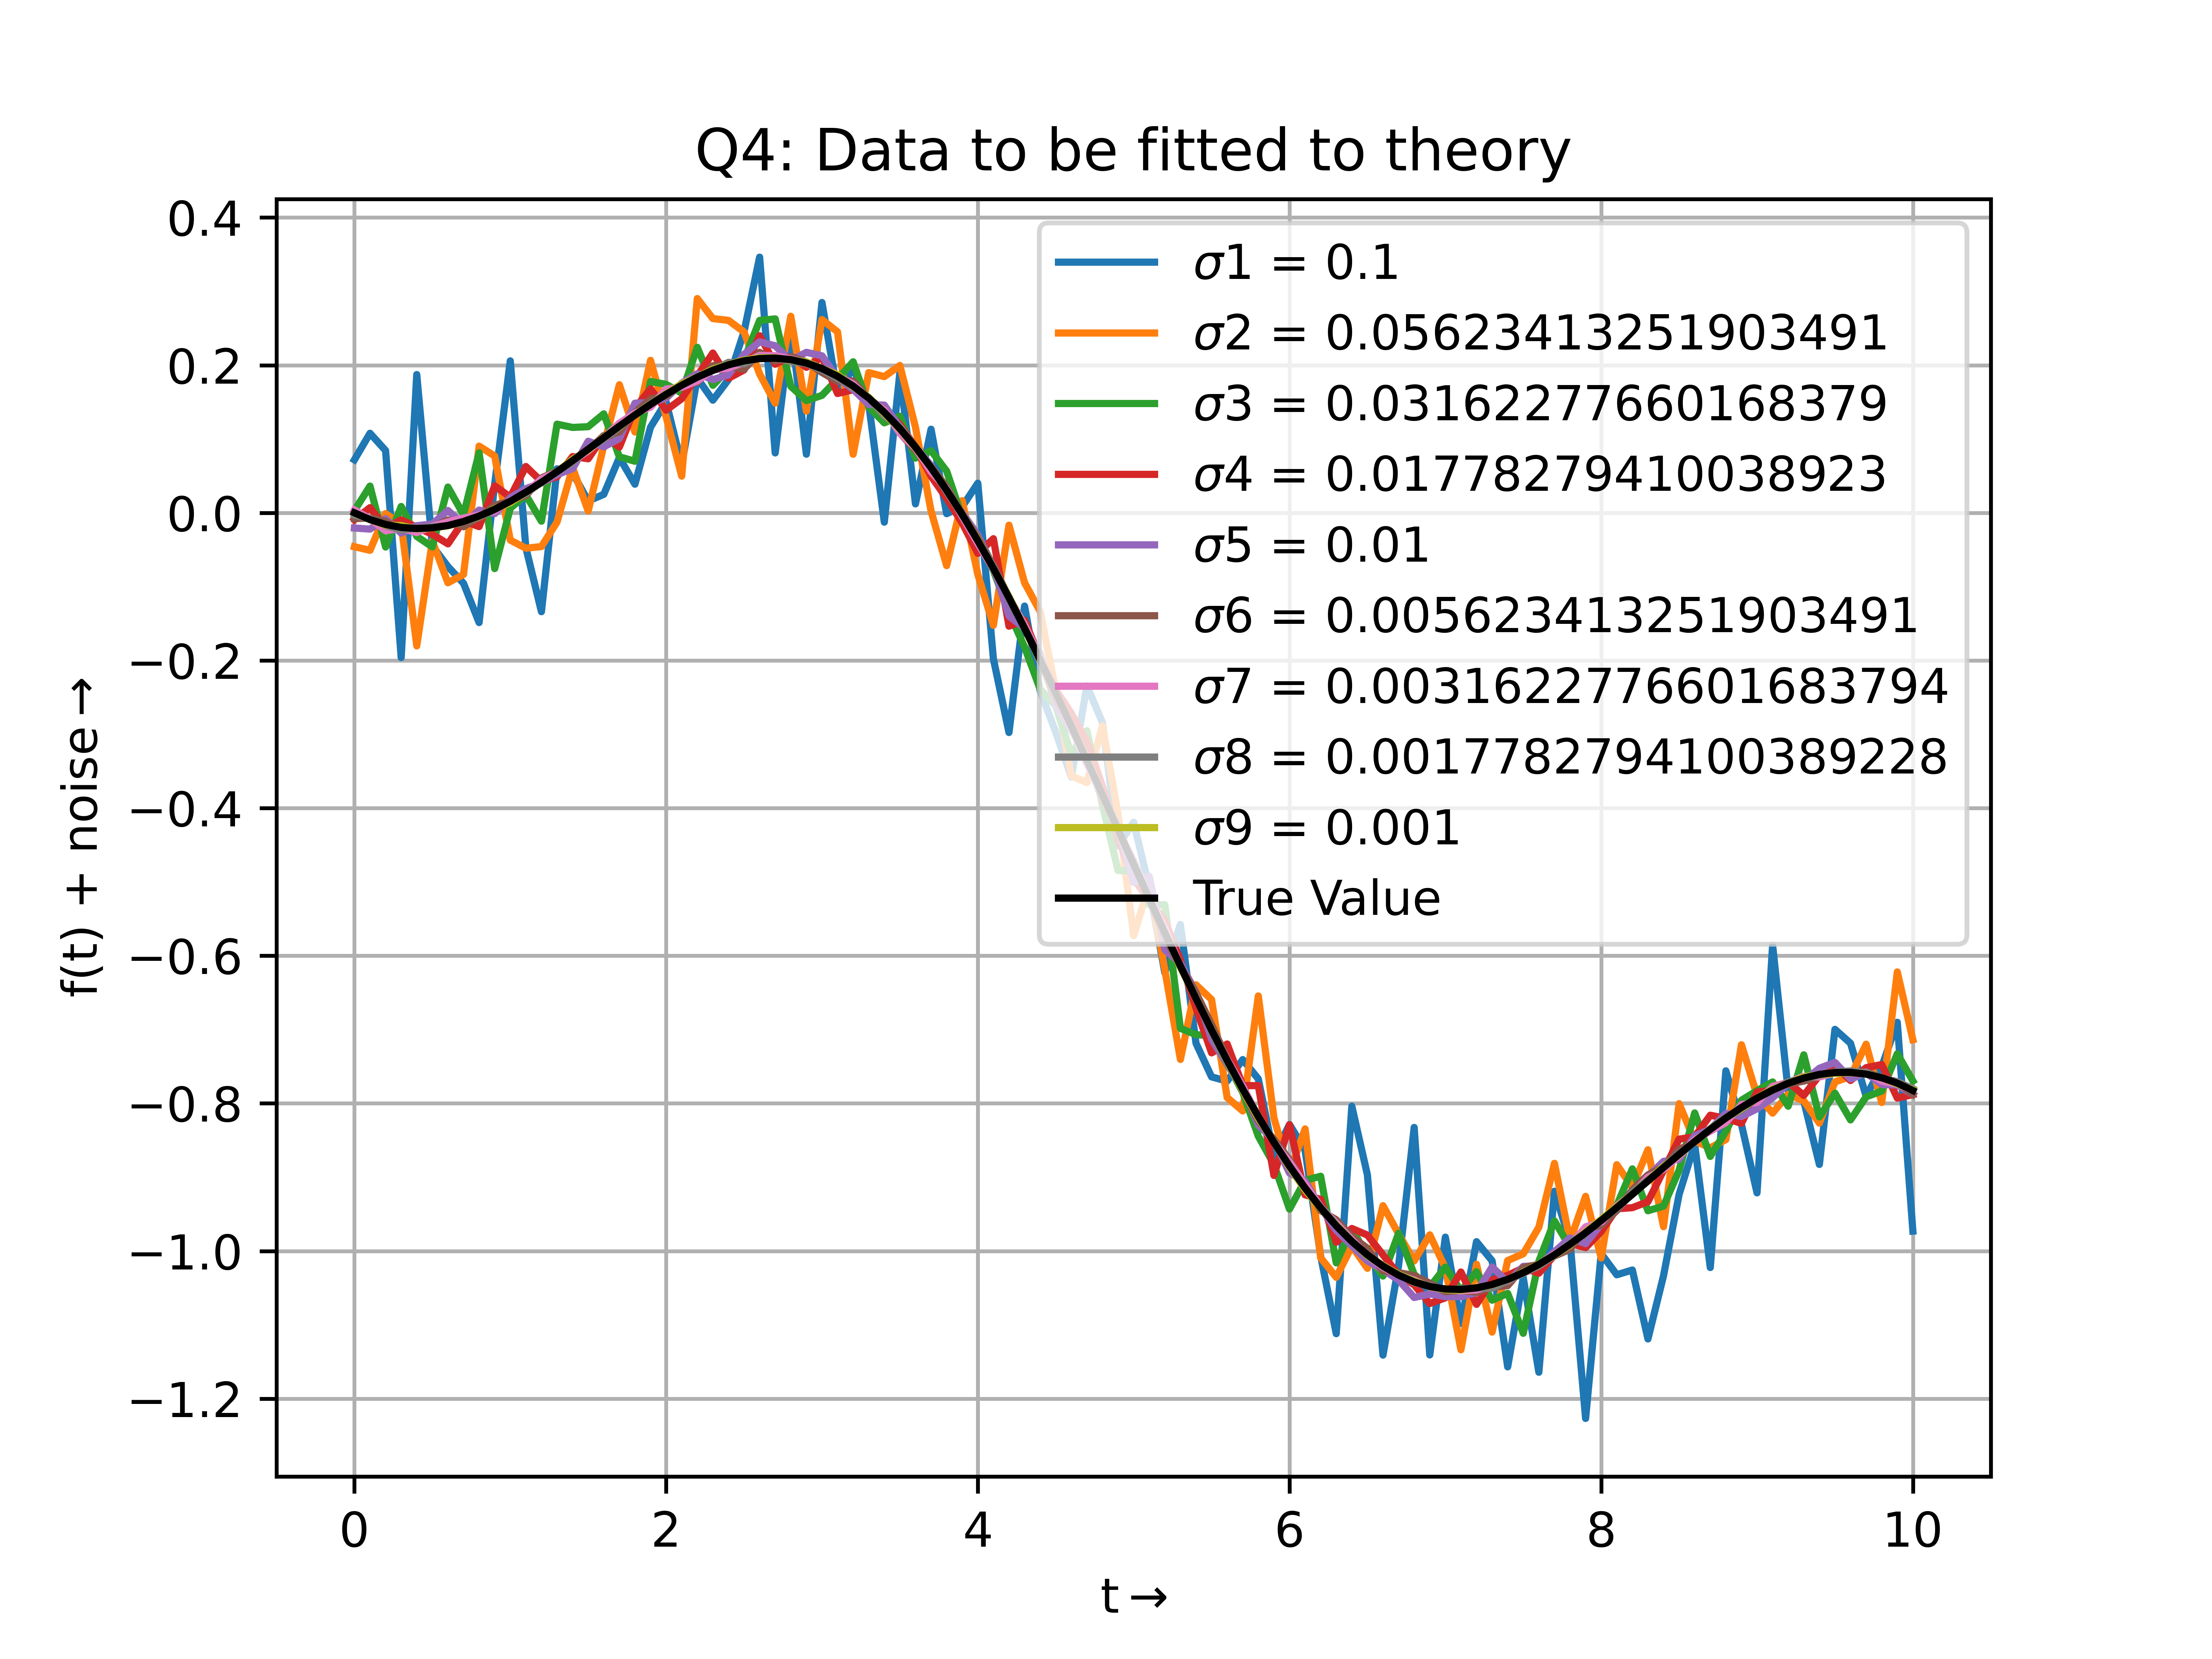 Q4: Data to be fitted to theory
0.4
0.2
0.0
−0.2
−0.4
−0.6
−0.8
−1.0
−1.2
f(t) + noise→
σ1 = 0.1
σ2 = 0.05623413251903491
σ3 = 0.03162277660168379
σ4 = 0.01778279410038923
σ5 = 0.01
σ6 = 0.005623413251903491
σ7 = 0.0031622776601683794
σ8 = 0.0017782794100389228
σ9 = 0.001
True Value
0 2 4 6 8 10
t→